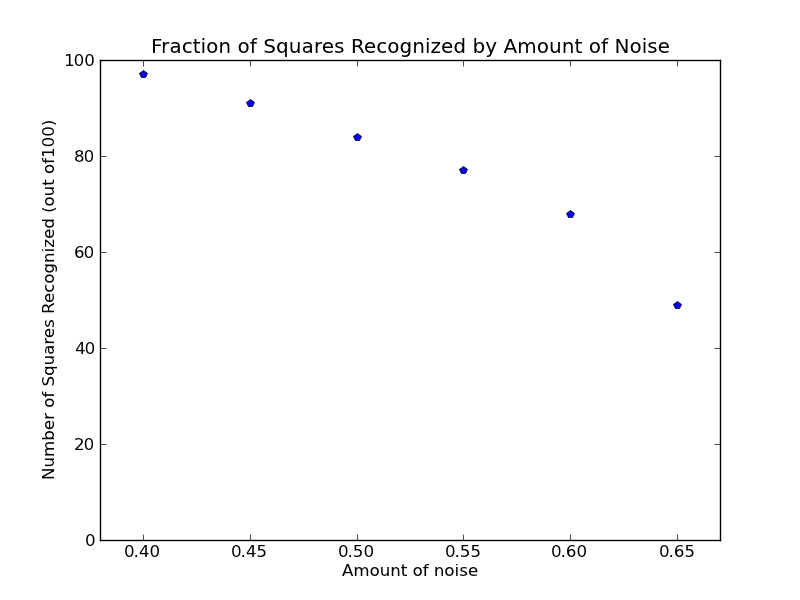 Fraction of Squares Recognized by Amount of Noise
100
80
60
40
20
0
Number of Squares Recognized (out of100)
0.40 0.45 0.50 0.55 0.60 0.65
Amount of noise